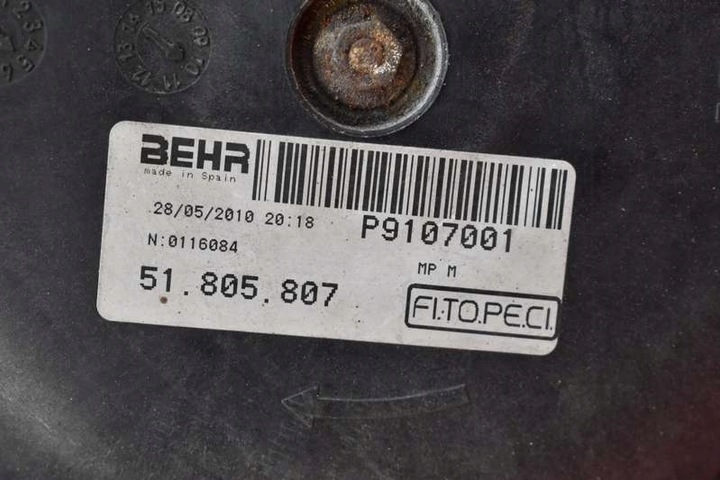 BEHR
made in Spain
28/05/2010 20:18
P9107001
N:0116084
MP M
51.805.807
FI.TO.PE.CI.